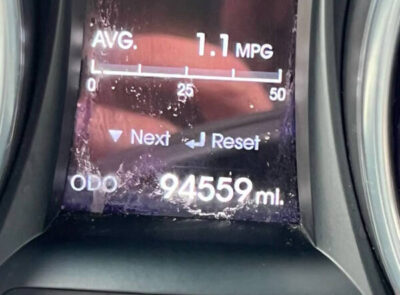 AVG. 1.1 MPG
0 25 50
▼ Next ↲ Reset
ODO 94559 mi.